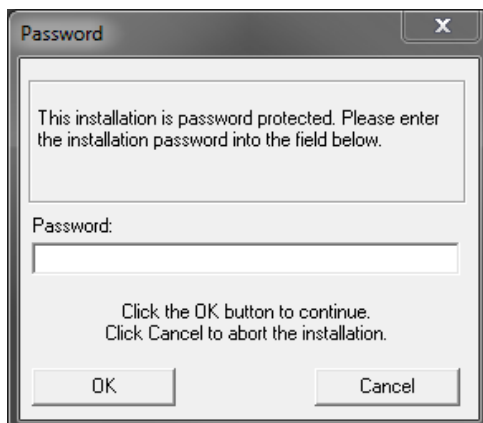 Password
This installation is password protected. Please enter
the installation password into the field below.
Password:
Click the OK button to continue.
Click Cancel to abort the installation.
OK
Cancel